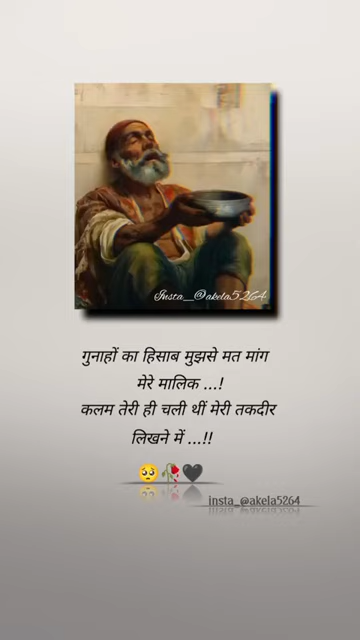 Insta_@akela5264
गुनाहों का हिसाब मुझसे मत मांग
मेरे मालिक ...!
कलम तेरी ही चली थीं मेरी तकदीर
लिखने में ...!!
🥺🥀🖤
insta_@akela5264